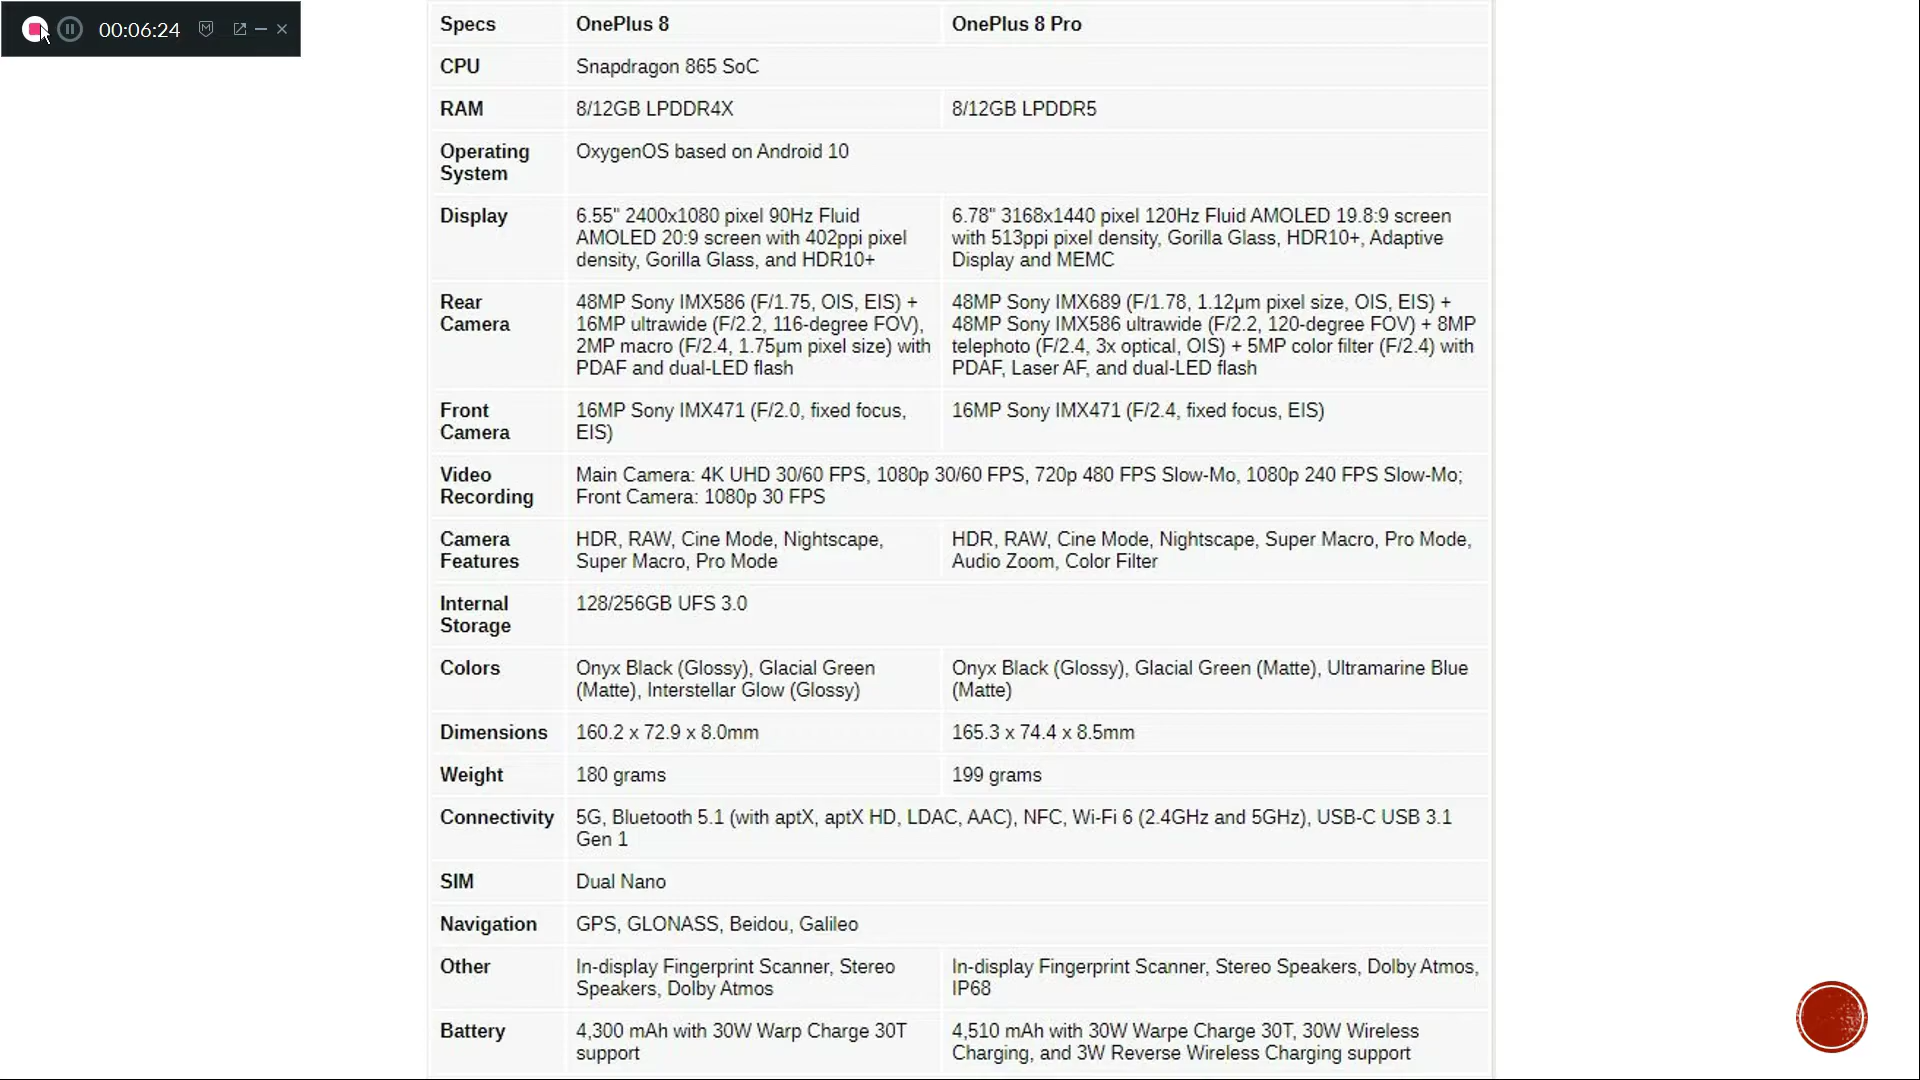 00:06:24
Specs OnePlus 8 OnePlus 8 Pro
CPU Snapdragon 865 SoC
RAM 8/12GB LPDDR4X 8/12GB LPDDR5
Operating
System
OxygenOS based on Android 10
Display
6.55" 2400x1080 pixel 90Hz Fluid
AMOLED 20:9 screen with 402ppi pixel
density, Gorilla Glass, and HDR10+
6.78" 3168x1440 pixel 120Hz Fluid AMOLED 19.8:9 screen
with 513ppi pixel density, Gorilla Glass, HDR10+, Adaptive
Display and MEMC
Rear
Camera
48MP Sony IMX586 (F/1.75, OIS, EIS) +
16MP ultrawide (F/2.2, 116-degree FOV),
2MP macro (F/2.4, 1.75μm pixel size) with
PDAF and dual-LED flash
48MP Sony IMX689 (F/1.78, 1.12μm pixel size, OIS, EIS) +
48MP Sony IMX586 ultrawide (F/2.2, 120-degree FOV) + 8MP
telephoto (F/2.4, 3x optical, OIS) + 5MP color filter (F/2.4) with
PDAF, Laser AF, and dual-LED flash
Front
Camera
16MP Sony IMX471 (F/2.0, fixed focus,
EIS)
16MP Sony IMX471 (F/2.4, fixed focus, EIS)
Video
Recording
Main Camera: 4K UHD 30/60 FPS, 1080p 30/60 FPS, 720p 480 FPS Slow-Mo, 1080p 240 FPS Slow-Mo;
Front Camera: 1080p 30 FPS
Camera
Features
HDR, RAW, Cine Mode, Nightscape,
Super Macro, Pro Mode
HDR, RAW, Cine Mode, Nightscape, Super Macro, Pro Mode,
Audio Zoom, Color Filter
Internal
Storage
128/256GB UFS 3.0
Colors
Onyx Black (Glossy), Glacial Green
(Matte), Interstellar Glow (Glossy)
Onyx Black (Glossy), Glacial Green (Matte), Ultramarine Blue
(Matte)
Dimensions 160.2 x 72.9 x 8.0mm 165.3 x 74.4 x 8.5mm
Weight 180 grams 199 grams
Connectivity
5G, Bluetooth 5.1 (with aptX, aptX HD, LDAC, AAC), NFC, Wi-Fi 6 (2.4GHz and 5GHz), USB-C USB 3.1
Gen 1
SIM Dual Nano
Navigation GPS, GLONASS, Beidou, Galileo
Other
In-display Fingerprint Scanner, Stereo
Speakers, Dolby Atmos
In-display Fingerprint Scanner, Stereo Speakers, Dolby Atmos,
IP68
Battery
4,300 mAh with 30W Warp Charge 30T
support
4,510 mAh with 30W Warpe Charge 30T, 30W Wireless
Charging, and 3W Reverse Wireless Charging support